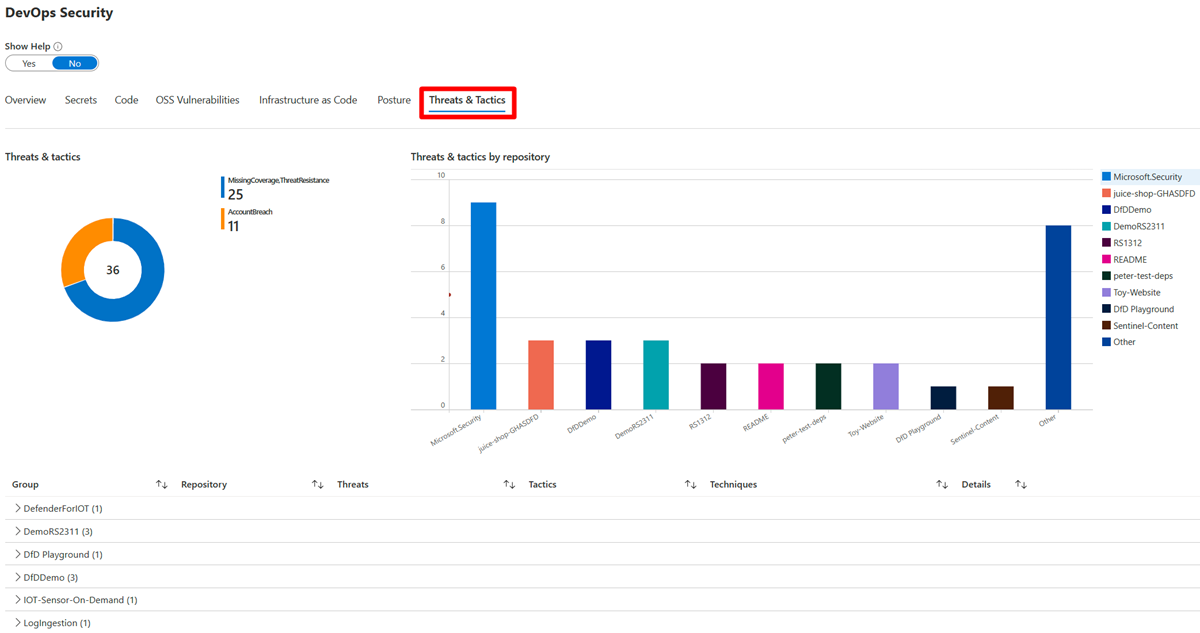 DevOps Security
Show Help
Yes No
Overview Secrets Code OSS Vulnerabilities Infrastructure as Code Posture Threats & Tactics
Threats & tactics
MissingCoverage,ThreatResistance
25
AccountBreach
11
36
Threats & tactics by repository
10
8
6
4
2
0
Microsoft.Security juice-shop-GHASDFD DfDDemo DemoRS2311 RS1312 README peter-test-deps Toy-Website DfD Playground Sentinel-Content Other
Microsoft.Security
juice-shop-GHASDFD
DfDDemo
DemoRS2311
RS1312
README
peter-test-deps
Toy-Website
DfD Playground
Sentinel-Content
Other
Group Repository Threats Tactics Techniques Details
DefenderForIOT (1)
DemoRS2311 (3)
DfD Playground (1)
DfDDemo (3)
IOT-Sensor-On-Demand (1)
LogIngestion (1)